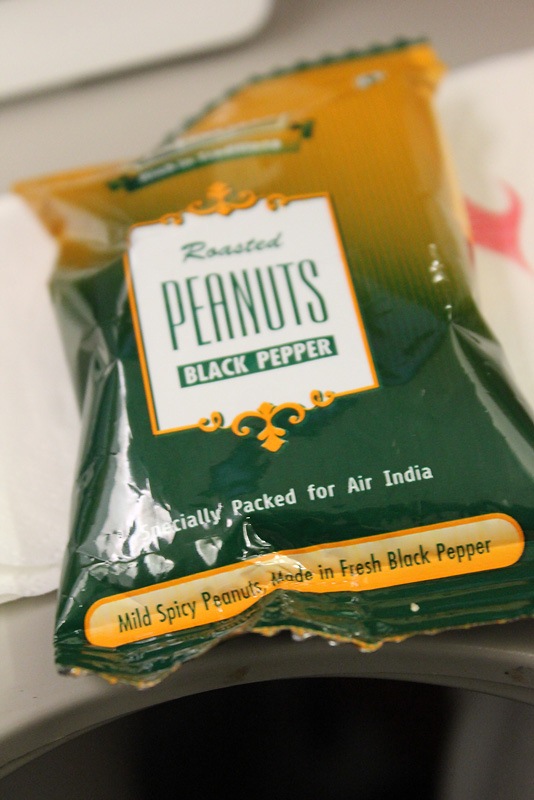 Roasted
PEANUTS
BLACK PEPPER
Specially Packed for Air India
Mild Spicy Peanuts, Made in Fresh Black Pepper